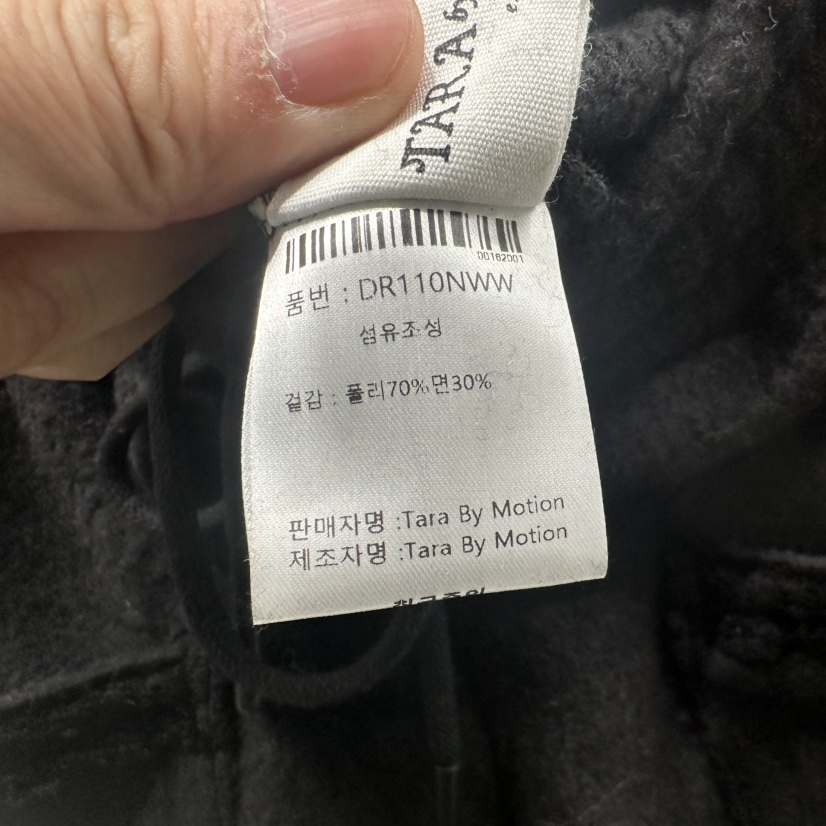 TARA
00162001
품번 : DR110NWW
섬유조성
겉감 : 폴리70%면30%
판매자명 :Tara By Motion
제조자명 :Tara By Motion